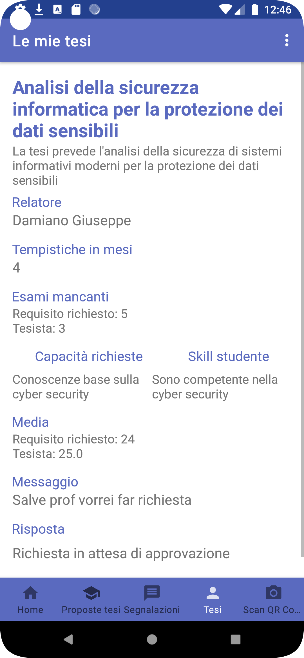 12:46
Le mie tesi
Analisi della sicurezza
informatica per la protezione dei
dati sensibili
La tesi prevede l'analisi della sicurezza di sistemi
informativi moderni per la protezione dei dati
sensibili
Relatore
Damiano Giuseppe
Tempistiche in mesi
4
Esami mancanti
Requisito richiesto: 5
Tesista: 3
Capacità richieste Skill studente
Conoscenze base sulla Sono competente nella
cyber security cyber security
Media
Requisito richiesto: 24
Tesista: 25.0
Messaggio
Salve prof vorrei far richiesta
Risposta
Richiesta in attesa di approvazione
Home Proposte tesi Segnalazioni Tesi Scan QR Co...